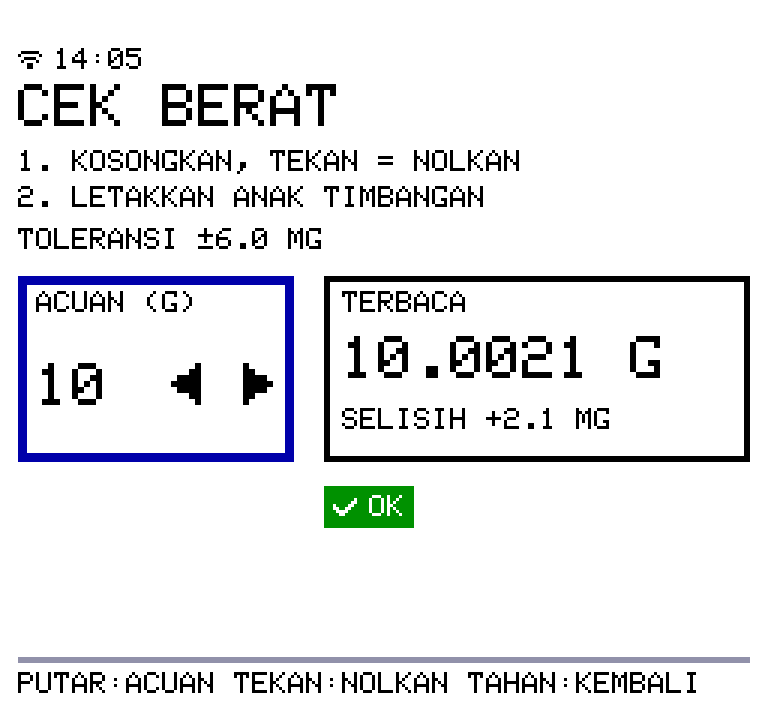 14:05
CEK BERAT
1. KOSONGKAN, TEKAN = NOLKAN
2. LETAKKAN ANAK TIMBANGAN
TOLERANSI ±6.0 MG
ACUAN (G)
10
TERBACA
10.0021 G
SELISIH +2.1 MG
OK
PUTAR:ACUAN TEKAN:NOLKAN TAHAN:KEMBALI